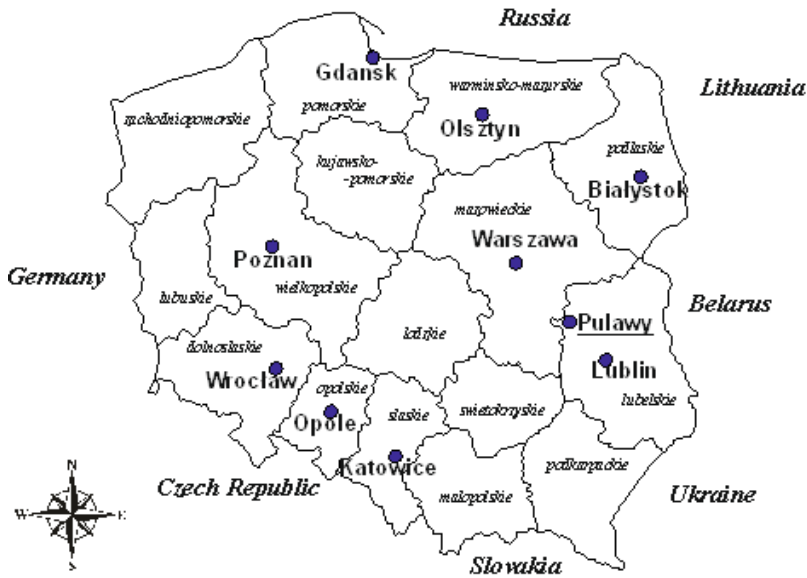 Russia
Gdansk
pomorskie
warminsko-mazurskie
Lithuania
zachodniopomorskie
Olsztyn
kujawsko-
-pomorskie
podlaskie
Bialystok
mazowieckie
Warszawa
Poznan
wielkopolskie
Germany
lubuskie
Belarus
lodzkie
Pulawy
dolnoslaskie
Wrocław
Lublin
lubelskie
opolskie
Opole
slaskie
swietokrzyskie
Katowice
podkarpackie
Czech Republic
malopolskie
Ukraine
N
W
E
S
Slovakia